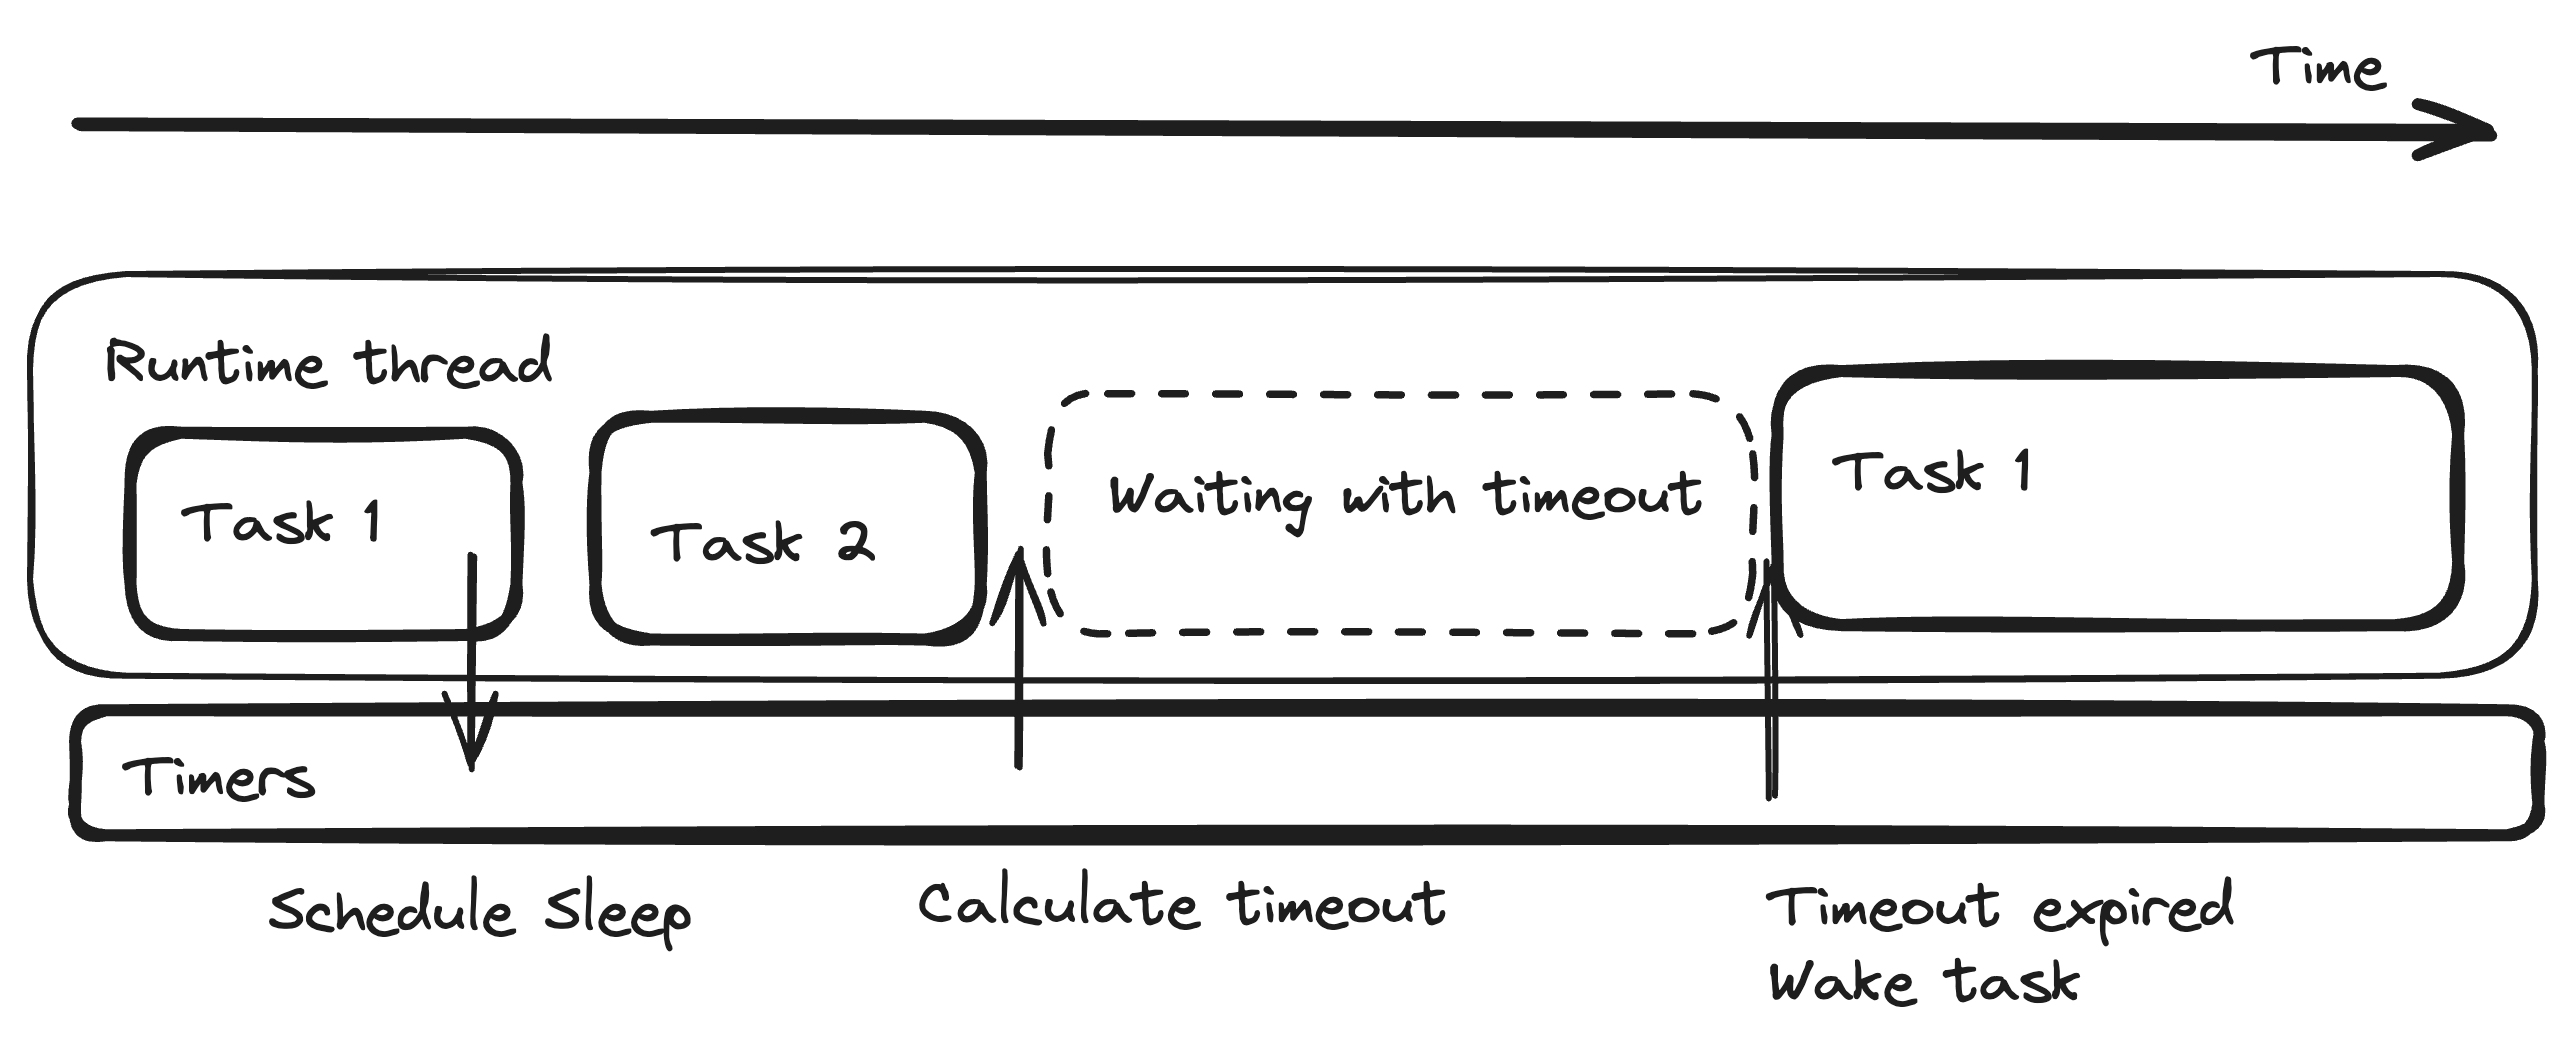 Time
Runtime thread
Task 1
Task 2
Waiting with timeout
Task 1
Timers
Schedule Sleep
Calculate timeout
Timeout expired
Wake task